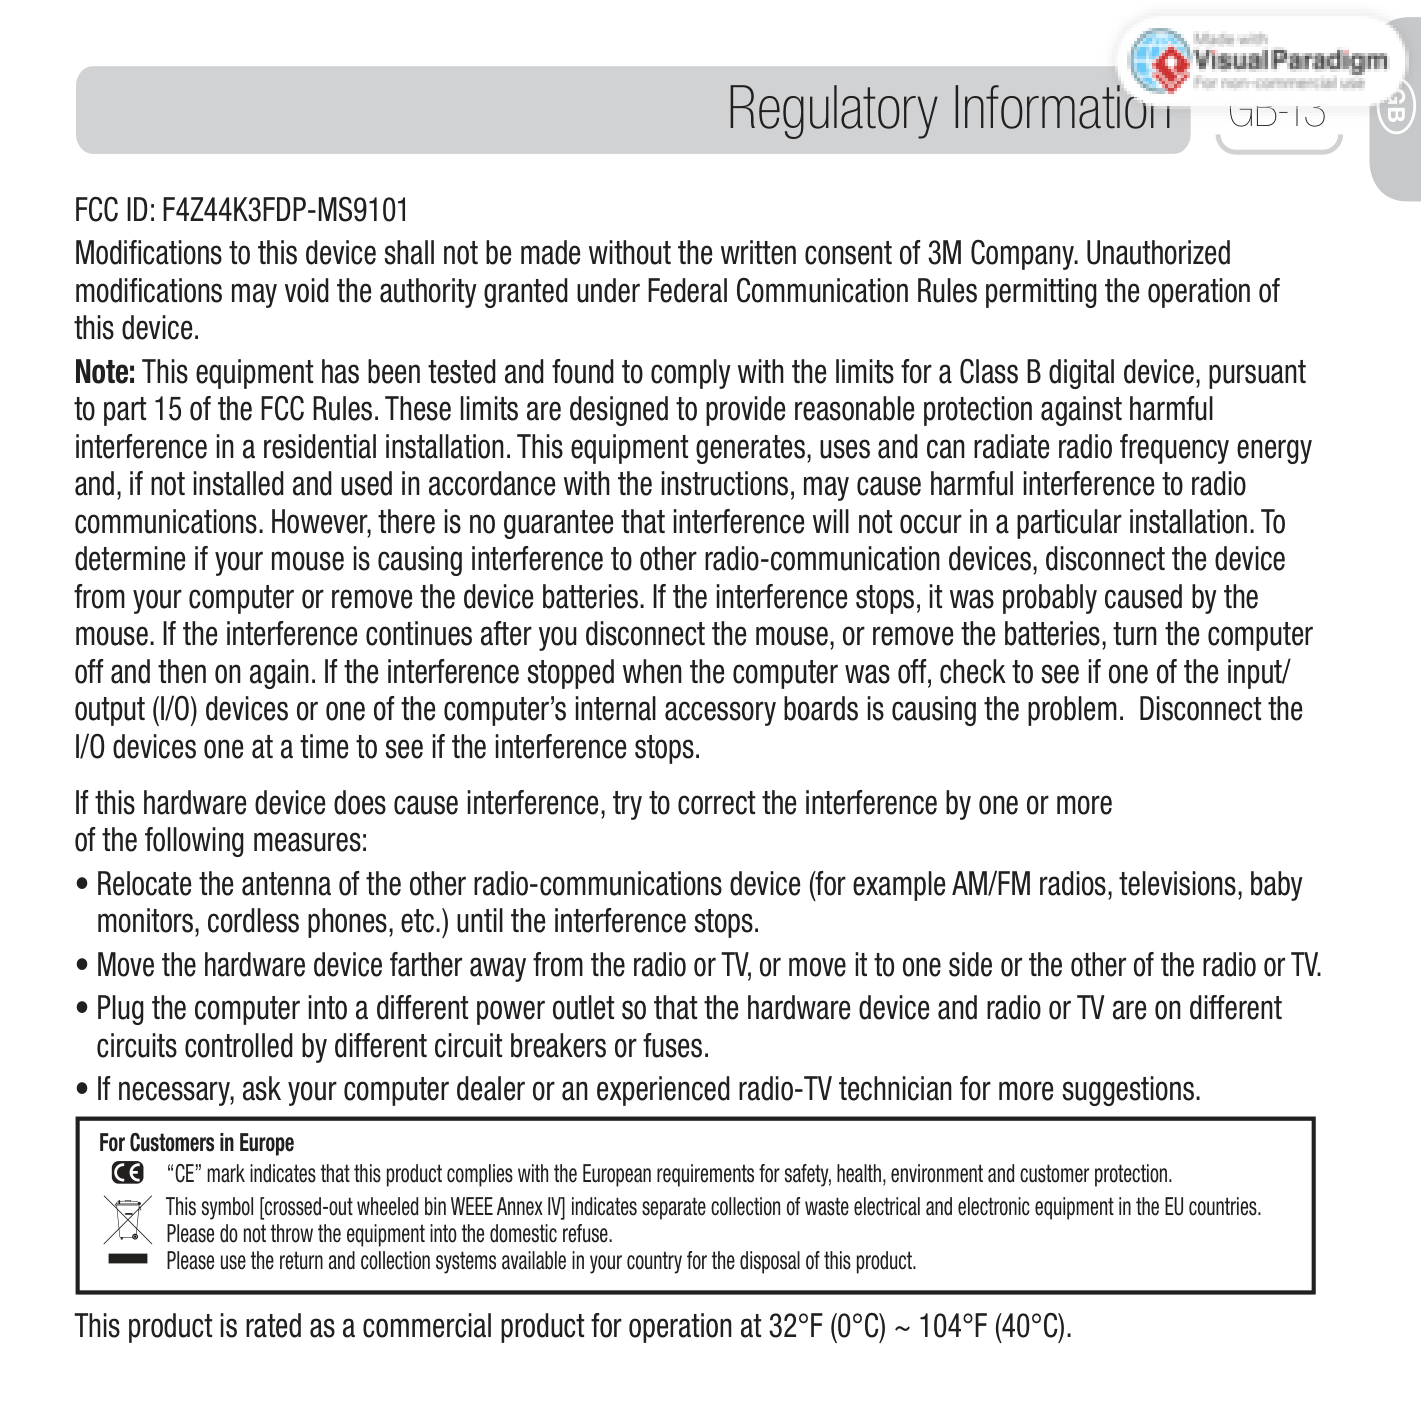 Made with
VisualParadigm
For non-commercial use
Regulatory Information
GB-13
GB
FCC ID: F4Z44K3FDP-MS9101
Modifications to this device shall not be made without the written consent of 3M Company. Unauthorized
modifications may void the authority granted under Federal Communication Rules permitting the operation of
this device.
Note: This equipment has been tested and found to comply with the limits for a Class B digital device, pursuant
to part 15 of the FCC Rules. These limits are designed to provide reasonable protection against harmful
interference in a residential installation. This equipment generates, uses and can radiate radio frequency energy
and, if not installed and used in accordance with the instructions, may cause harmful interference to radio
communications. However, there is no guarantee that interference will not occur in a particular installation. To
determine if your mouse is causing interference to other radio-communication devices, disconnect the device
from your computer or remove the device batteries. If the interference stops, it was probably caused by the
mouse. If the interference continues after you disconnect the mouse, or remove the batteries, turn the computer
off and then on again. If the interference stopped when the computer was off, check to see if one of the input/
output (I/O) devices or one of the computer’s internal accessory boards is causing the problem.  Disconnect the
I/O devices one at a time to see if the interference stops.
If this hardware device does cause interference, try to correct the interference by one or more
of the following measures:
• Relocate the antenna of the other radio-communications device (for example AM/FM radios, televisions, baby
monitors, cordless phones, etc.) until the interference stops.
• Move the hardware device farther away from the radio or TV, or move it to one side or the other of the radio or TV.
• Plug the computer into a different power outlet so that the hardware device and radio or TV are on different
circuits controlled by different circuit breakers or fuses.
• If necessary, ask your computer dealer or an experienced radio-TV technician for more suggestions.
For Customers in Europe
CE “CE” mark indicates that this product complies with the European requirements for safety, health, environment and customer protection.
This symbol [crossed-out wheeled bin WEEE Annex IV] indicates separate collection of waste electrical and electronic equipment in the EU countries.
Please do not throw the equipment into the domestic refuse.
Please use the return and collection systems available in your country for the disposal of this product.
This product is rated as a commercial product for operation at 32°F (0°C) ~ 104°F (40°C).